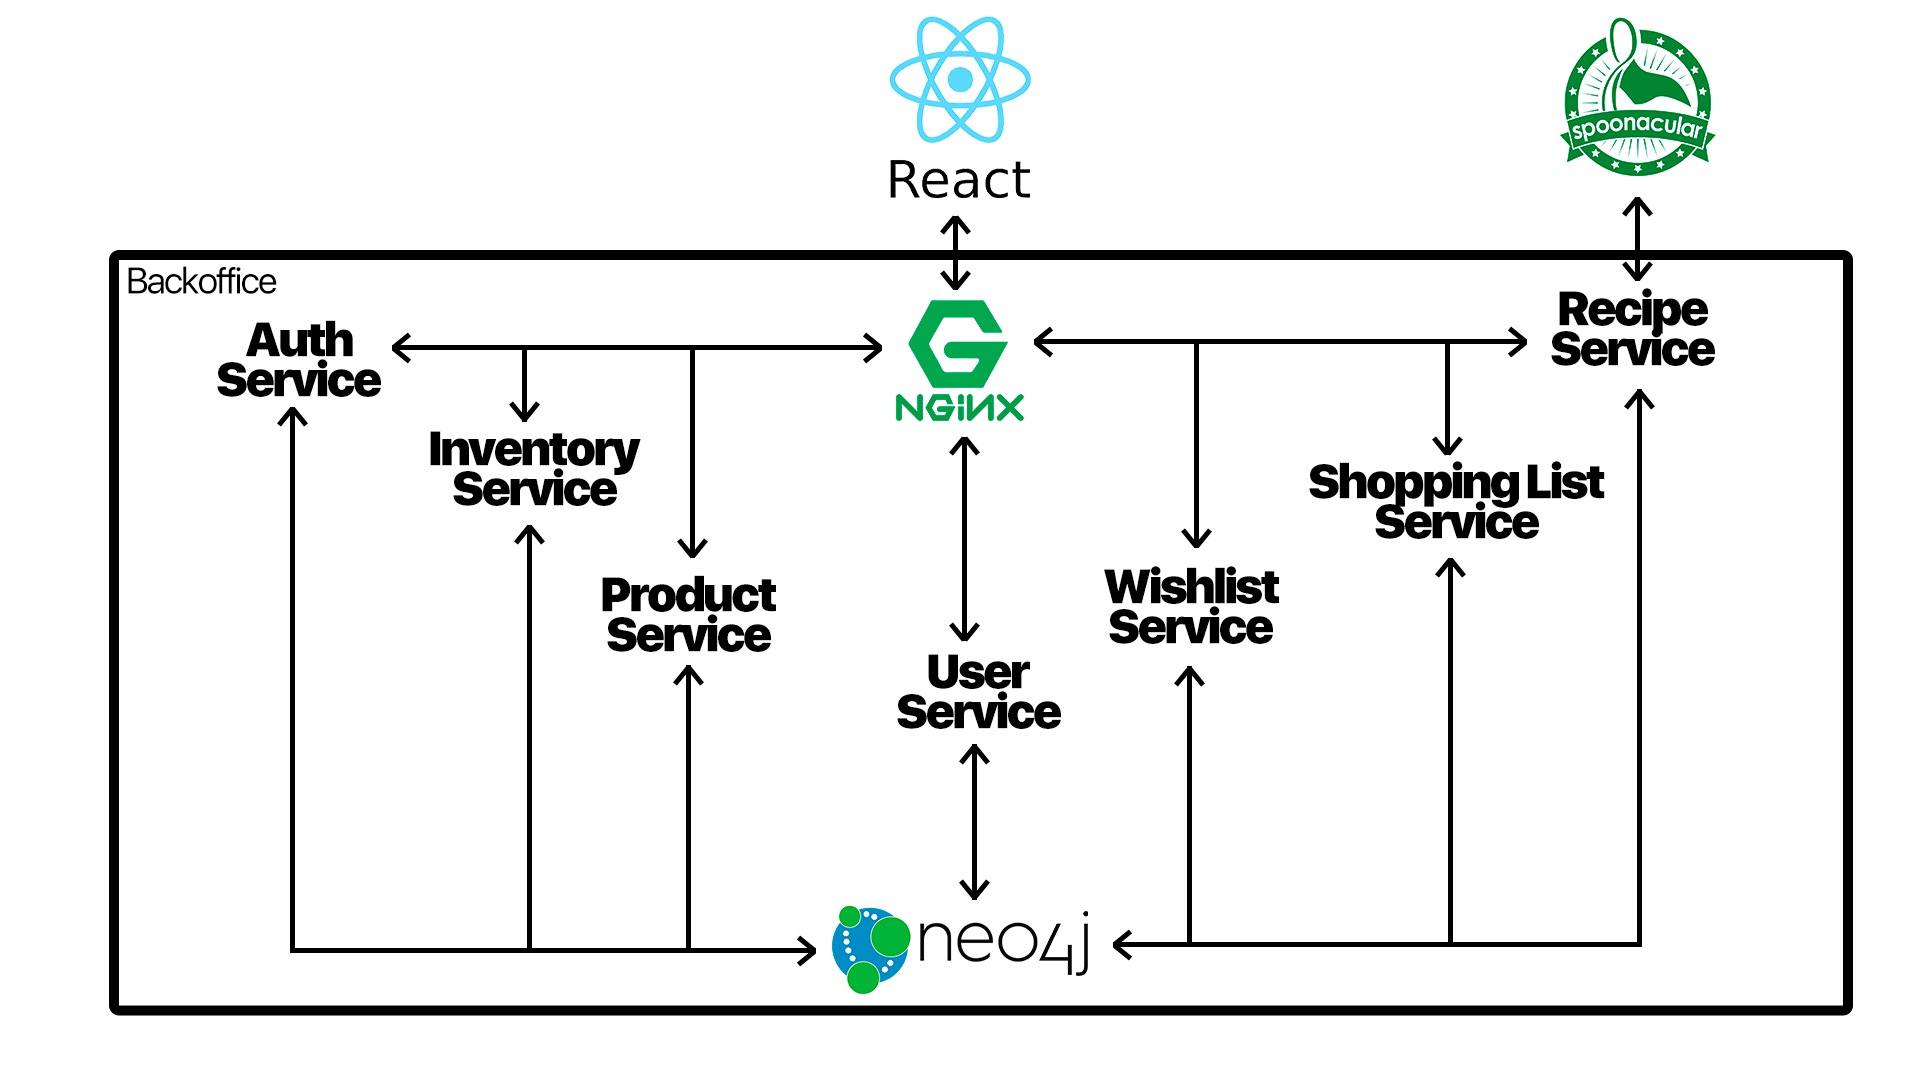 React
spoonacular
Backoffice
Auth
Service
NGINX
Recipe
Service
Inventory
Service
Shopping List
Service
Product
Service
Wishlist
Service
User
Service
neo4j